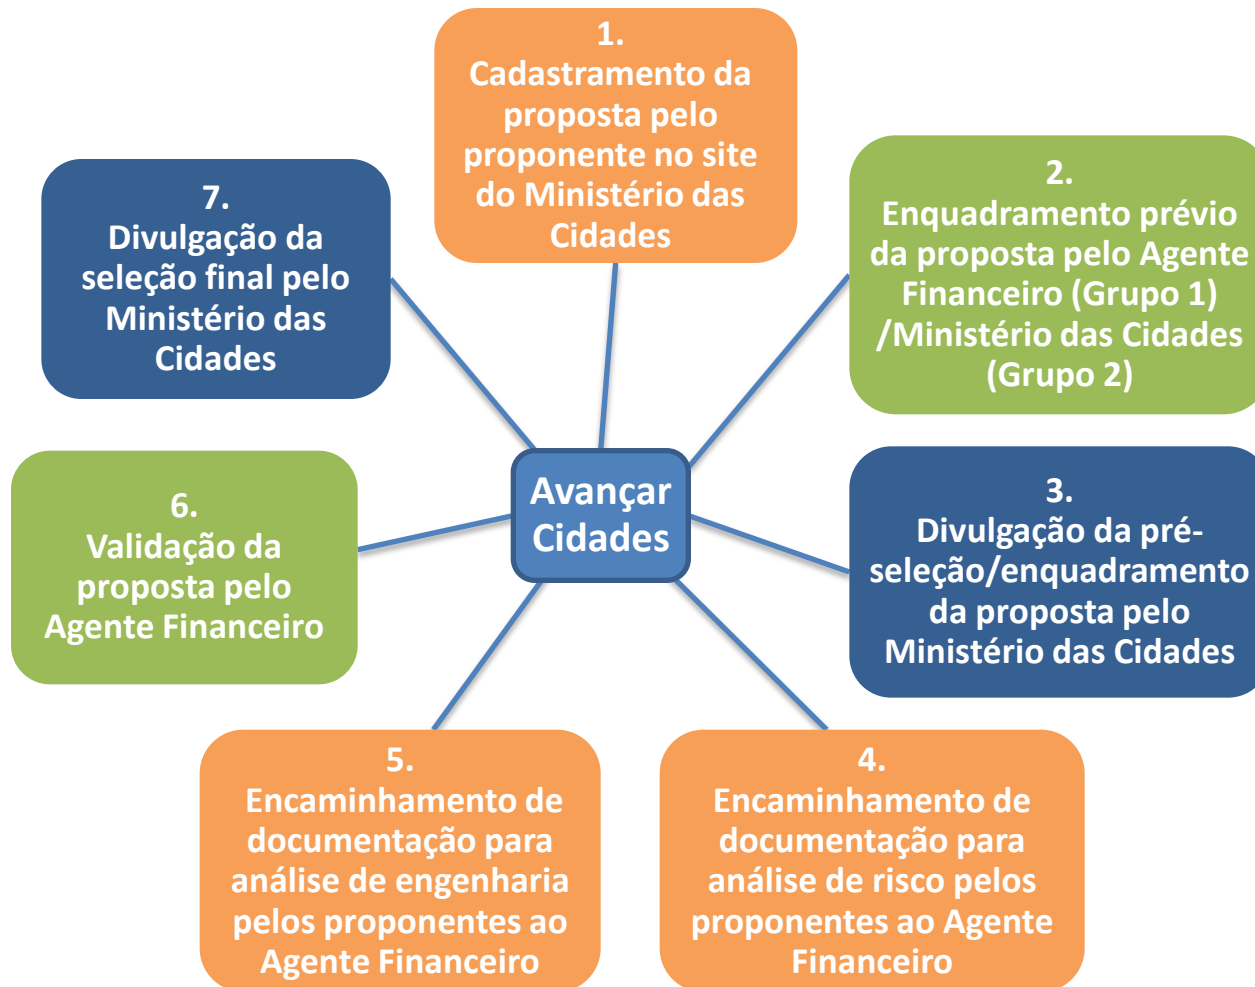 1.
Cadastramento da
proposta pelo
proponente no site
do Ministério das
Cidades
2.
Enquadramento prévio
da proposta pelo Agente
Financeiro (Grupo 1)
/Ministério das Cidades
(Grupo 2)
3.
Divulgação da pré-
seleção/enquadramento
da proposta pelo
Ministério das Cidades
4.
Encaminhamento de
documentação para
análise de risco pelos
proponentes ao Agente
Financeiro
5.
Encaminhamento de
documentação para
análise de engenharia
pelos proponentes ao
Agente Financeiro
6.
Validação da
proposta pelo
Agente Financeiro
7.
Divulgação da
seleção final pelo
Ministério das
Cidades
Avançar
Cidades